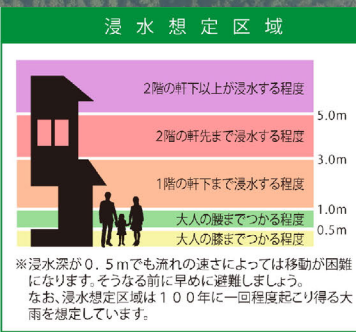 浸水想定区域
2階の軒下以上が浸水する程度
5.0m
2階の軒先まで浸水する程度
3.0m
1階の軒下まで浸水する程度
1.0m
大人の腰までつかる程度
0.5m
大人の膝までつかる程度
※浸水深が0.5mでも流れの速さによっては移動が困難
になります。そうなる前に早めに避難しましょう。
なお、浸水想定区域は100年に一回程度起こり得る大
雨を想定しています。